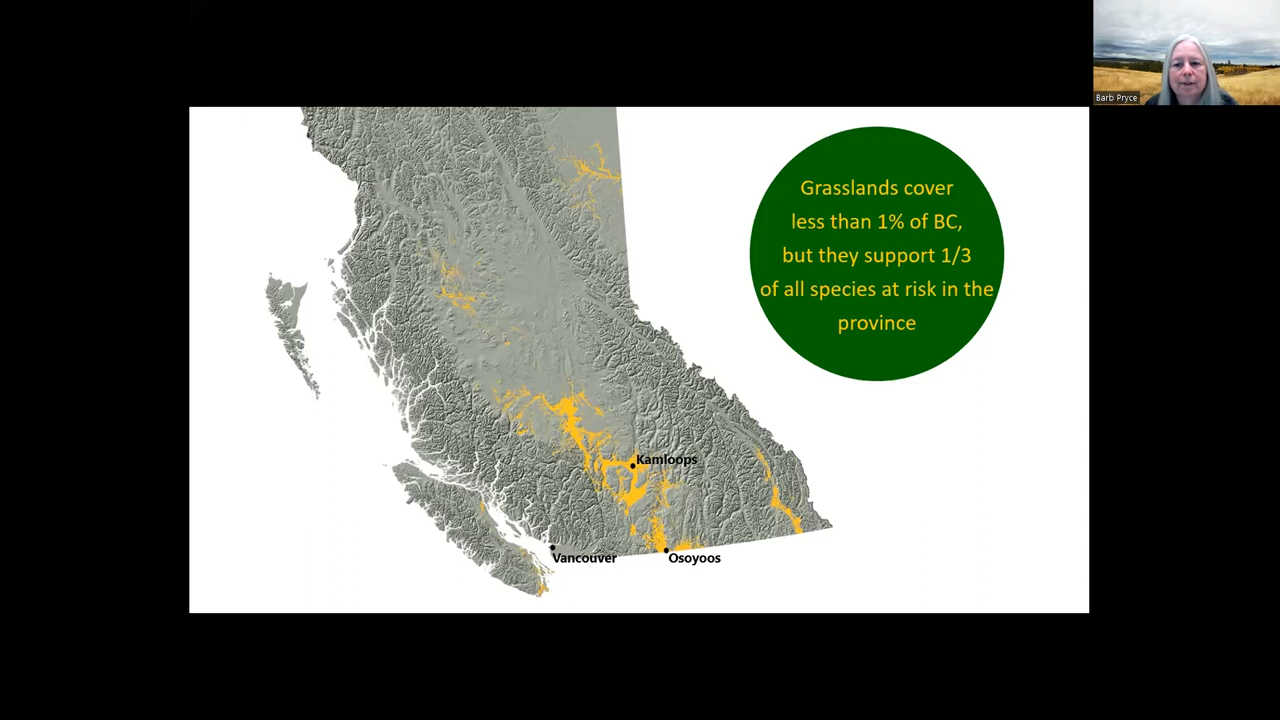 Barb Pryce
Grasslands cover
less than 1% of BC,
but they support 1/3
of all species at risk in the
province
Kamloops
Vancouver
Osoyoos